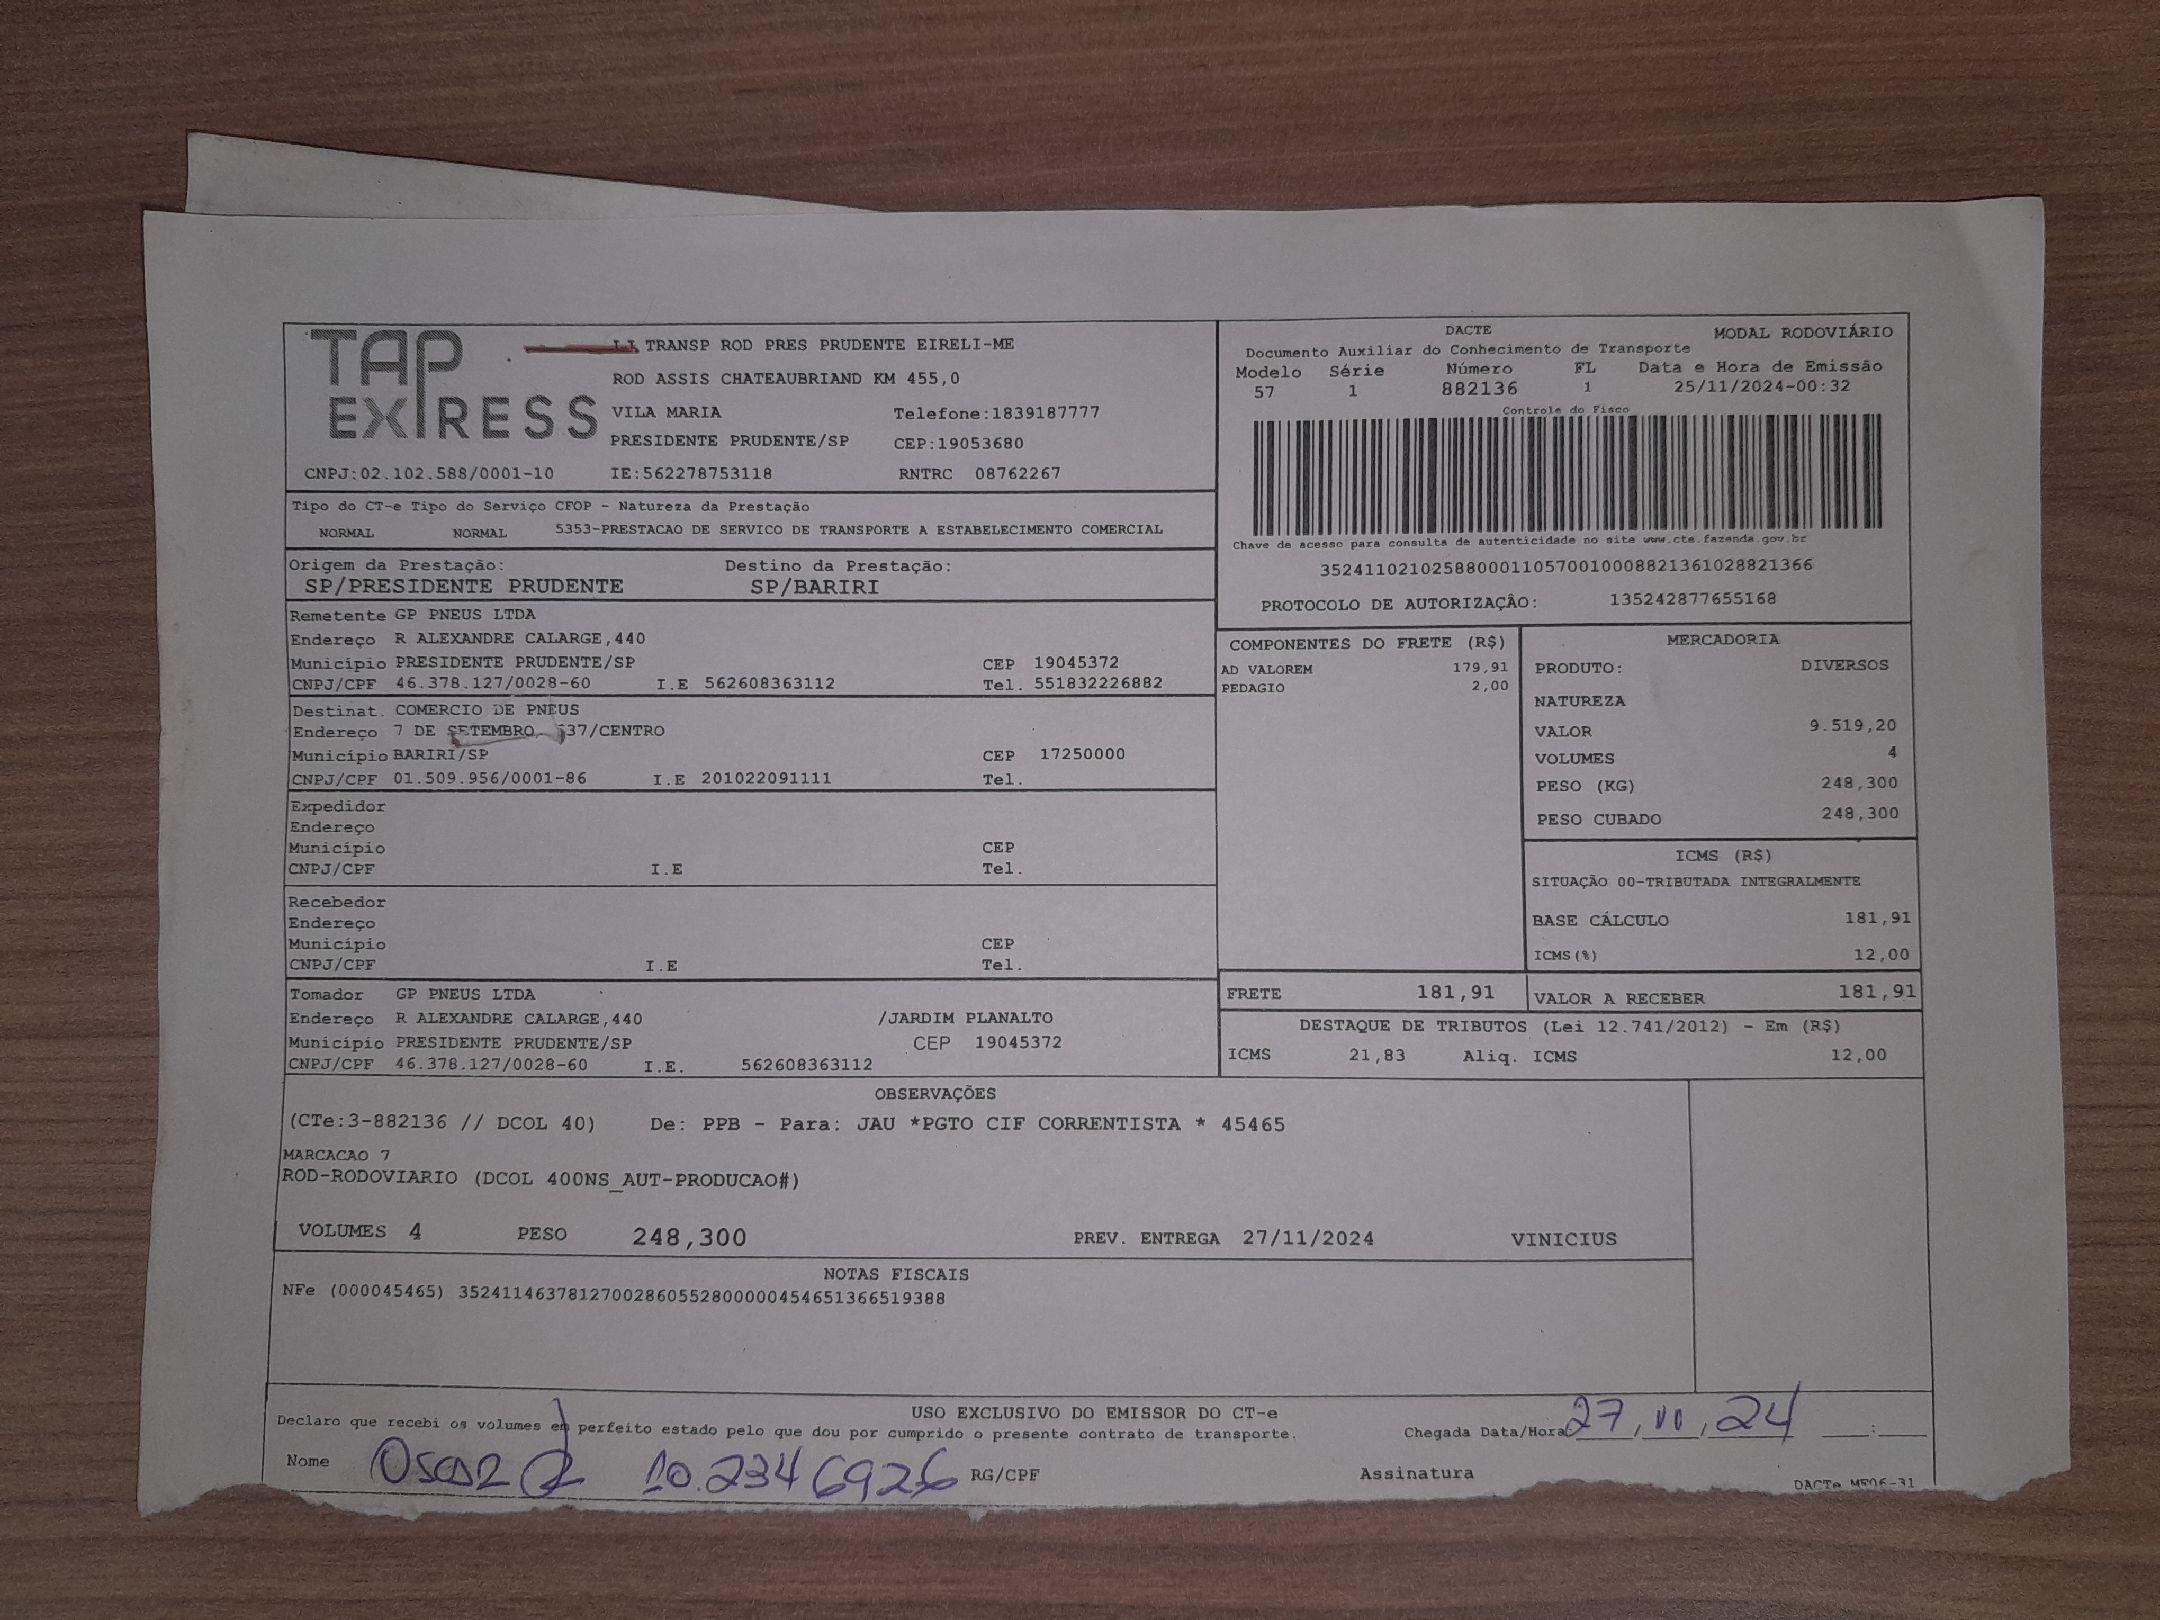 TAP
EXPRESS
TRANSP ROD PRES PRUDENTE EIRELI-ME
ROD ASSIS CHATEAUBRIAND KM 455,0
VILA MARIA Telefone:1839187777
PRESIDENTE PRUDENTE/SP CEP:19053680
CNPJ:02.102.588/0001-10 IE:562278753118 RNTRC 08762267
DACTE MODAL RODOVIÁRIO
Documento Auxiliar do Conhecimento de Transporte
Modelo Série Número FL Data e Hora de Emissão
57 1 882136 1 25/11/2024-00:32
Controle do Fisco
Chave de acesso para consulta de autenticidade no site www.cte.fazenda.gov.br
35241102102588000110570010008821361028821366
PROTOCOLO DE AUTORIZAÇÂO: 135242877655168
Tipo do CT-e Tipo do Serviço CFOP - Natureza da Prestação
NORMAL NORMAL 5353-PRESTACAO DE SERVICO DE TRANSPORTE A ESTABELECIMENTO COMERCIAL
Origem da Prestação: Destino da Prestação:
SP/PRESIDENTE PRUDENTE SP/BARIRI
Remetente GP PNEUS LTDA
Endereço R ALEXANDRE CALARGE,440
Município PRESIDENTE PRUDENTE/SP CEP 19045372
CNPJ/CPF 46.378.127/0028-60 I.E 562608363112 Tel. 551832226882
Destinat. COMERCIO DE PNEUS
Endereço 7 DE SETEMBRO, 37/CENTRO
Município BARIRI/SP CEP 17250000
CNPJ/CPF 01.509.956/0001-86 I.E 201022091111 Tel.
Expedidor
Endereço
Município CEP
CNPJ/CPF I.E Tel.
Recebedor
Endereço
Município CEP
CNPJ/CPF I.E Tel.
Tomador GP PNEUS LTDA
Endereço R ALEXANDRE CALARGE,440 /JARDIM PLANALTO
Município PRESIDENTE PRUDENTE/SP CEP 19045372
CNPJ/CPF 46.378.127/0028-60 I.E. 562608363112
COMPONENTES DO FRETE (R$)
AD VALOREM 179,91
PEDAGIO 2,00
MERCADORIA
PRODUTO: DIVERSOS
NATUREZA
VALOR 9.519,20
VOLUMES 4
PESO (KG) 248,300
PESO CUBADO 248,300
ICMS (R$)
SITUAÇÃO 00-TRIBUTADA INTEGRALMENTE
BASE CÁLCULO 181,91
ICMS(%) 12,00
FRETE 181,91 VALOR A RECEBER 181,91
DESTAQUE DE TRIBUTOS (Lei 12.741/2012) - Em (R$)
ICMS 21,83 Aliq. ICMS 12,00
OBSERVAÇÕES
(CTe:3-882136 // DCOL 40) De: PPB - Para: JAU *PGTO CIF CORRENTISTA * 45465
MARCACAO 7
ROD-RODOVIARIO (DCOL 400NS_AUT-PRODUCAO#)
VOLUMES 4 PESO 248,300 PREV. ENTREGA 27/11/2024 VINICIUS
NOTAS FISCAIS
NFe (000045465) 35241146378127002860552800000454651366519388
USO EXCLUSIVO DO EMISSOR DO CT-e
Declaro que recebi os volumes em perfeito estado pelo que dou por cumprido o presente contrato de transporte.
Chegada Data/Hora 27,11,24 :
Nome Oscar 10.2346926 RG/CPF Assinatura
DACTe MF06-31